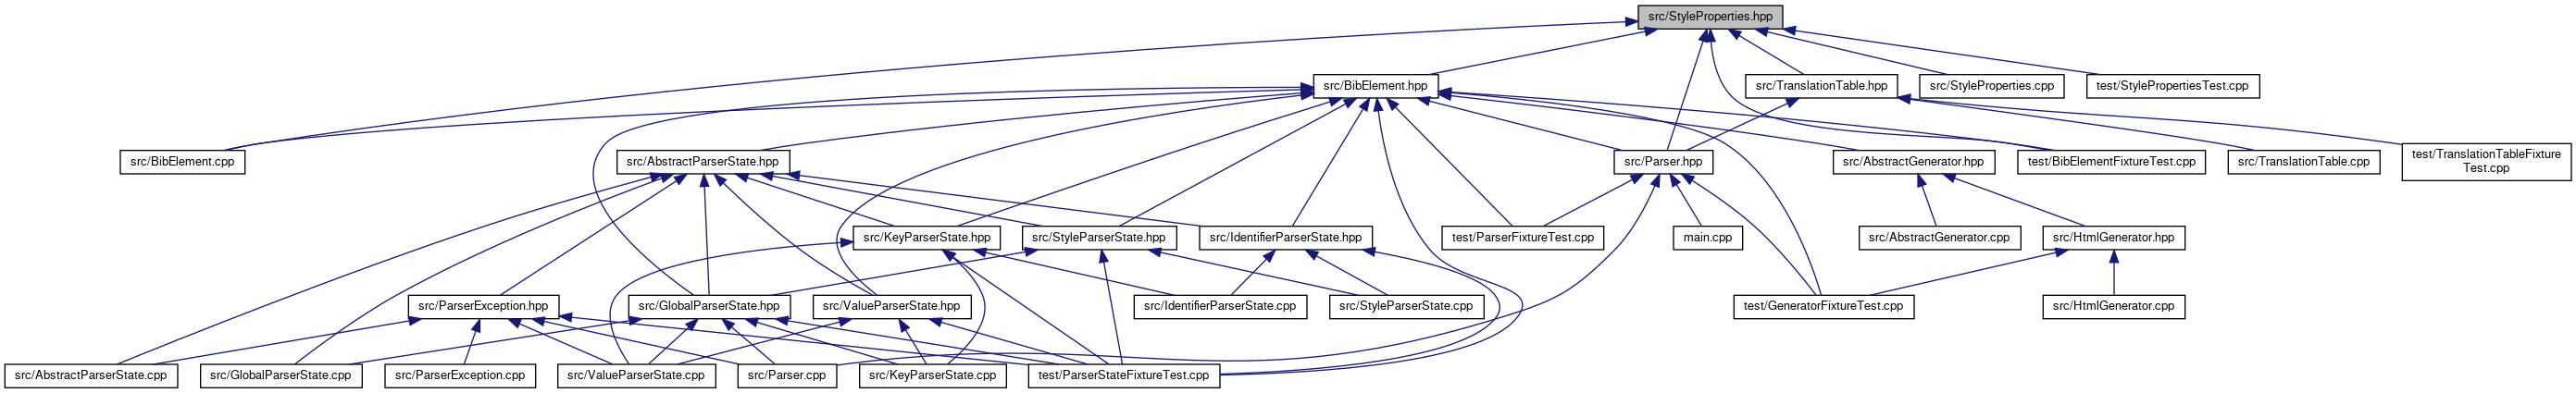 src/StyleProperties.hpp
src/BibElement.hpp
src/TranslationTable.hpp
src/StyleProperties.cpp
test/StylePropertiesTest.cpp
src/BibElement.cpp
src/AbstractParserState.hpp
src/Parser.hpp
src/AbstractGenerator.hpp
test/BibElementFixtureTest.cpp
src/TranslationTable.cpp
test/TranslationTableFixture
Test.cpp
src/KeyParserState.hpp
src/StyleParserState.hpp
src/IdentifierParserState.hpp
test/ParserFixtureTest.cpp
main.cpp
src/AbstractGenerator.cpp
src/HtmlGenerator.hpp
src/ParserException.hpp
src/GlobalParserState.hpp
src/ValueParserState.hpp
src/IdentifierParserState.cpp
src/StyleParserState.cpp
test/GeneratorFixtureTest.cpp
src/HtmlGenerator.cpp
src/AbstractParserState.cpp
src/GlobalParserState.cpp
src/ParserException.cpp
src/ValueParserState.cpp
src/Parser.cpp
src/KeyParserState.cpp
test/ParserStateFixtureTest.cpp